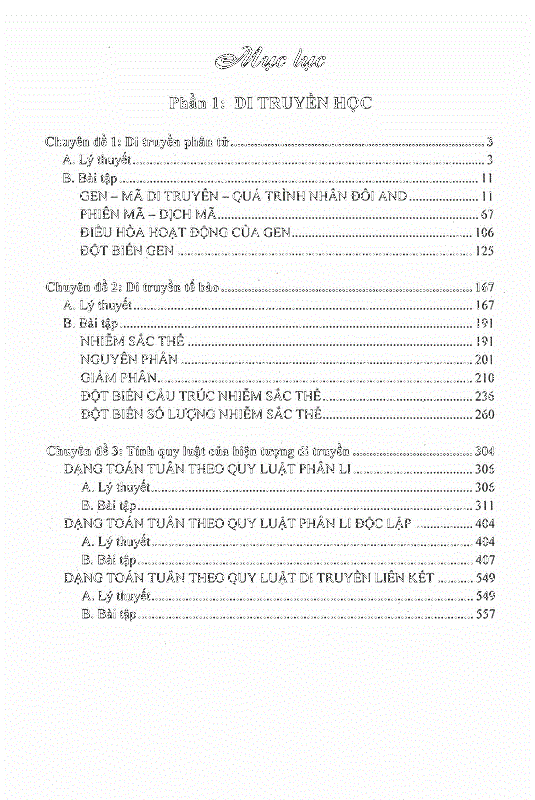 Mục lục
Phần 1: DI TRUYỀN HỌC
Chuyên đề 1: Di truyền phân tử ........ 3
A. Lý thuyết ........ 3
B. Bài tập ........ 11
GEN – MÃ DI TRUYỀN – QUÁ TRÌNH NHÂN ĐÔI AND ........ 11
PHIÊN MÃ – DỊCH MÃ ........ 67
ĐIỀU HÒA HOẠT ĐỘNG CỦA GEN ........ 106
ĐỘT BIẾN GEN ........ 125
Chuyên đề 2: Di truyền tế bào ........ 167
A. Lý thuyết ........ 167
B. Bài tập ........ 191
NHIỄM SẮC THỂ ........ 191
NGUYÊN PHÂN ........ 201
GIẢM PHÂN ........ 210
ĐỘT BIẾN CẤU TRÚC NHIỄM SẮC THỂ ........ 236
ĐỘT BIẾN SỐ LƯỢNG NHIỄM SẮC THỂ ........ 260
Chuyên đề 3: Tính quy luật của hiện tượng di truyền ........ 304
DẠNG TOÁN TUÂN THEO QUY LUẬT PHÂN LI ........ 306
A. Lý thuyết ........ 306
B. Bài tập ........ 311
DẠNG TOÁN TUÂN THEO QUY LUẬT PHÂN LI ĐỘC LẬP ........ 404
A. Lý thuyết ........ 404
B. Bài tập ........ 407
DẠNG TOÁN TUÂN THEO QUY LUẬT DI TRUYỀN LIÊN KẾT ........ 549
A. Lý thuyết ........ 549
B. Bài tập ........ 557